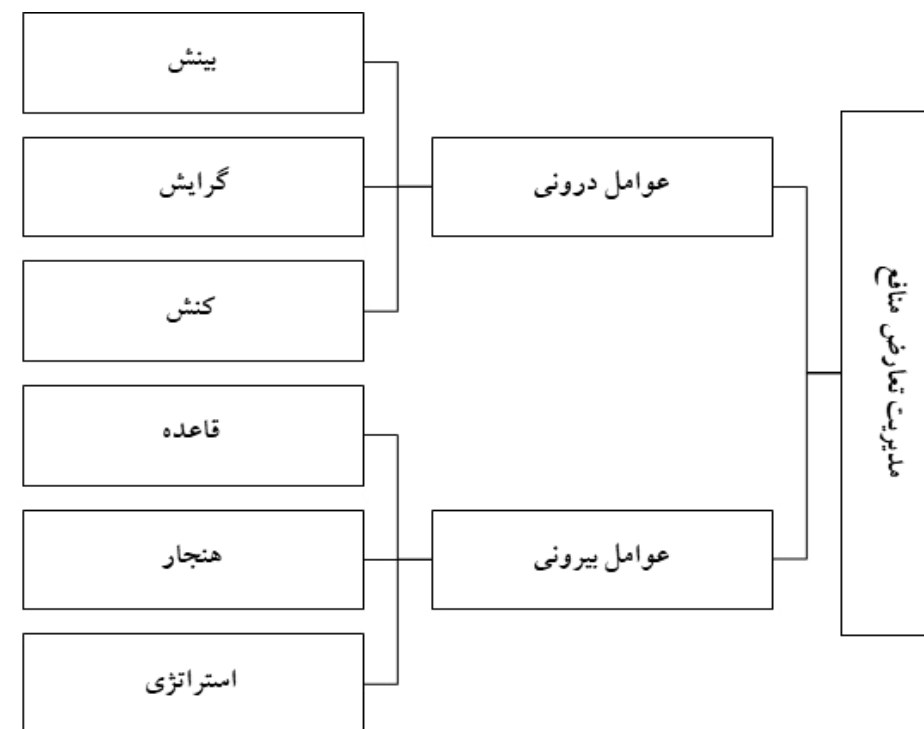 مدیریت تعارض منافع
عوامل درونی
بینش
گرایش
کنش
عوامل بیرونی
قاعده
هنجار
استراتژی